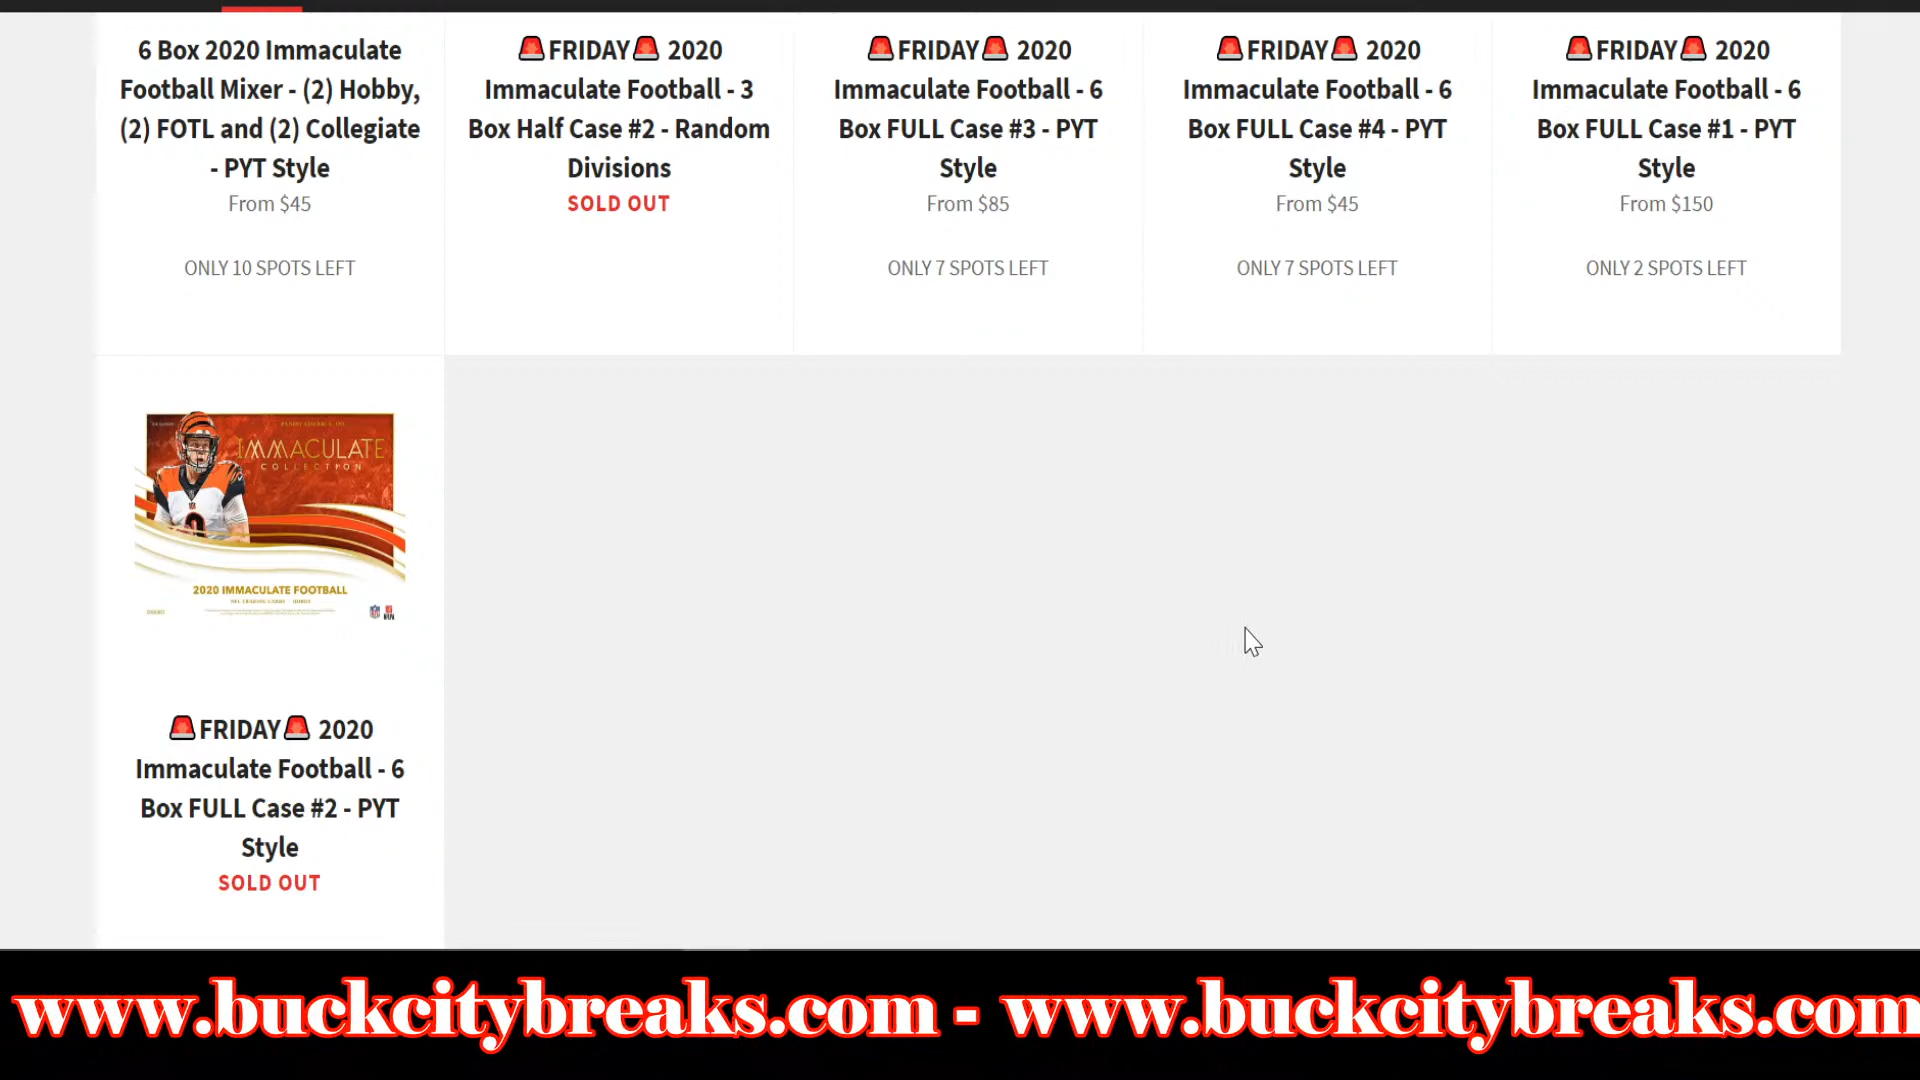 6 Box 2020 Immaculate
Football Mixer - (2) Hobby,
(2) FOTL and (2) Collegiate
- PYT Style
From $45
ONLY 10 SPOTS LEFT
🚨FRIDAY🚨 2020
Immaculate Football - 3
Box Half Case #2 - Random
Divisions
SOLD OUT
🚨FRIDAY🚨 2020
Immaculate Football - 6
Box FULL Case #3 - PYT
Style
From $85
ONLY 7 SPOTS LEFT
🚨FRIDAY🚨 2020
Immaculate Football - 6
Box FULL Case #4 - PYT
Style
From $45
ONLY 7 SPOTS LEFT
🚨FRIDAY🚨 2020
Immaculate Football - 6
Box FULL Case #1 - PYT
Style
From $150
ONLY 2 SPOTS LEFT
IMMACULATE
COLLECTION
2020 IMMACULATE FOOTBALL
🚨FRIDAY🚨 2020
Immaculate Football - 6
Box FULL Case #2 - PYT
Style
SOLD OUT
www.buckcitybreaks.com - www.buckcitybreaks.com